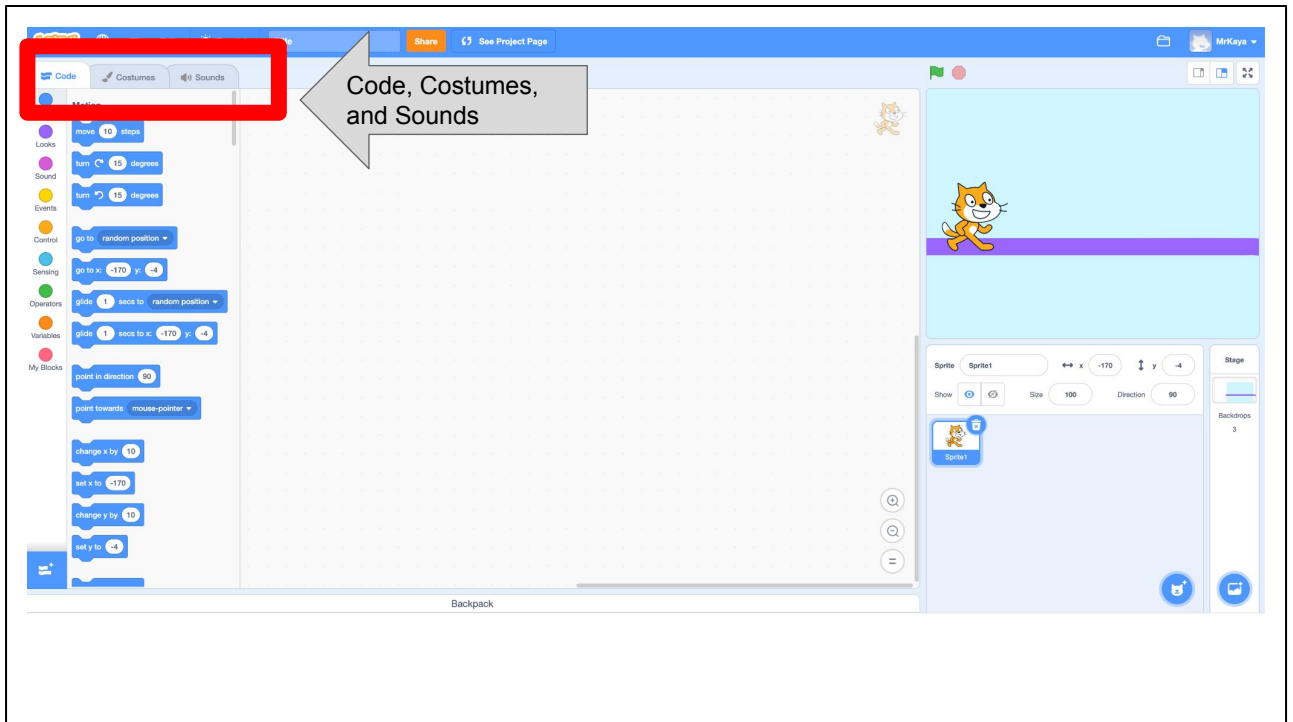 Share See Project Page MrKaya
Code Costumes Sounds
Code, Costumes,
and Sounds
Looks
Sound
Events
Control
Sensing
Operators
Variables
My Blocks
Motion
move 10 steps
turn 15 degrees
turn 15 degrees
go to random position
go to x: -170 y: -4
glide 1 secs to random position
glide 1 secs to x: -170 y: -4
point in direction 90
point towards mouse-pointer
change x by 10
set x to -170
change y by 10
set y to -4
Backpack
Sprite Sprite1 x -170 y -4
Show Size 100 Direction 90
Sprite1
Stage
Backdrops
3